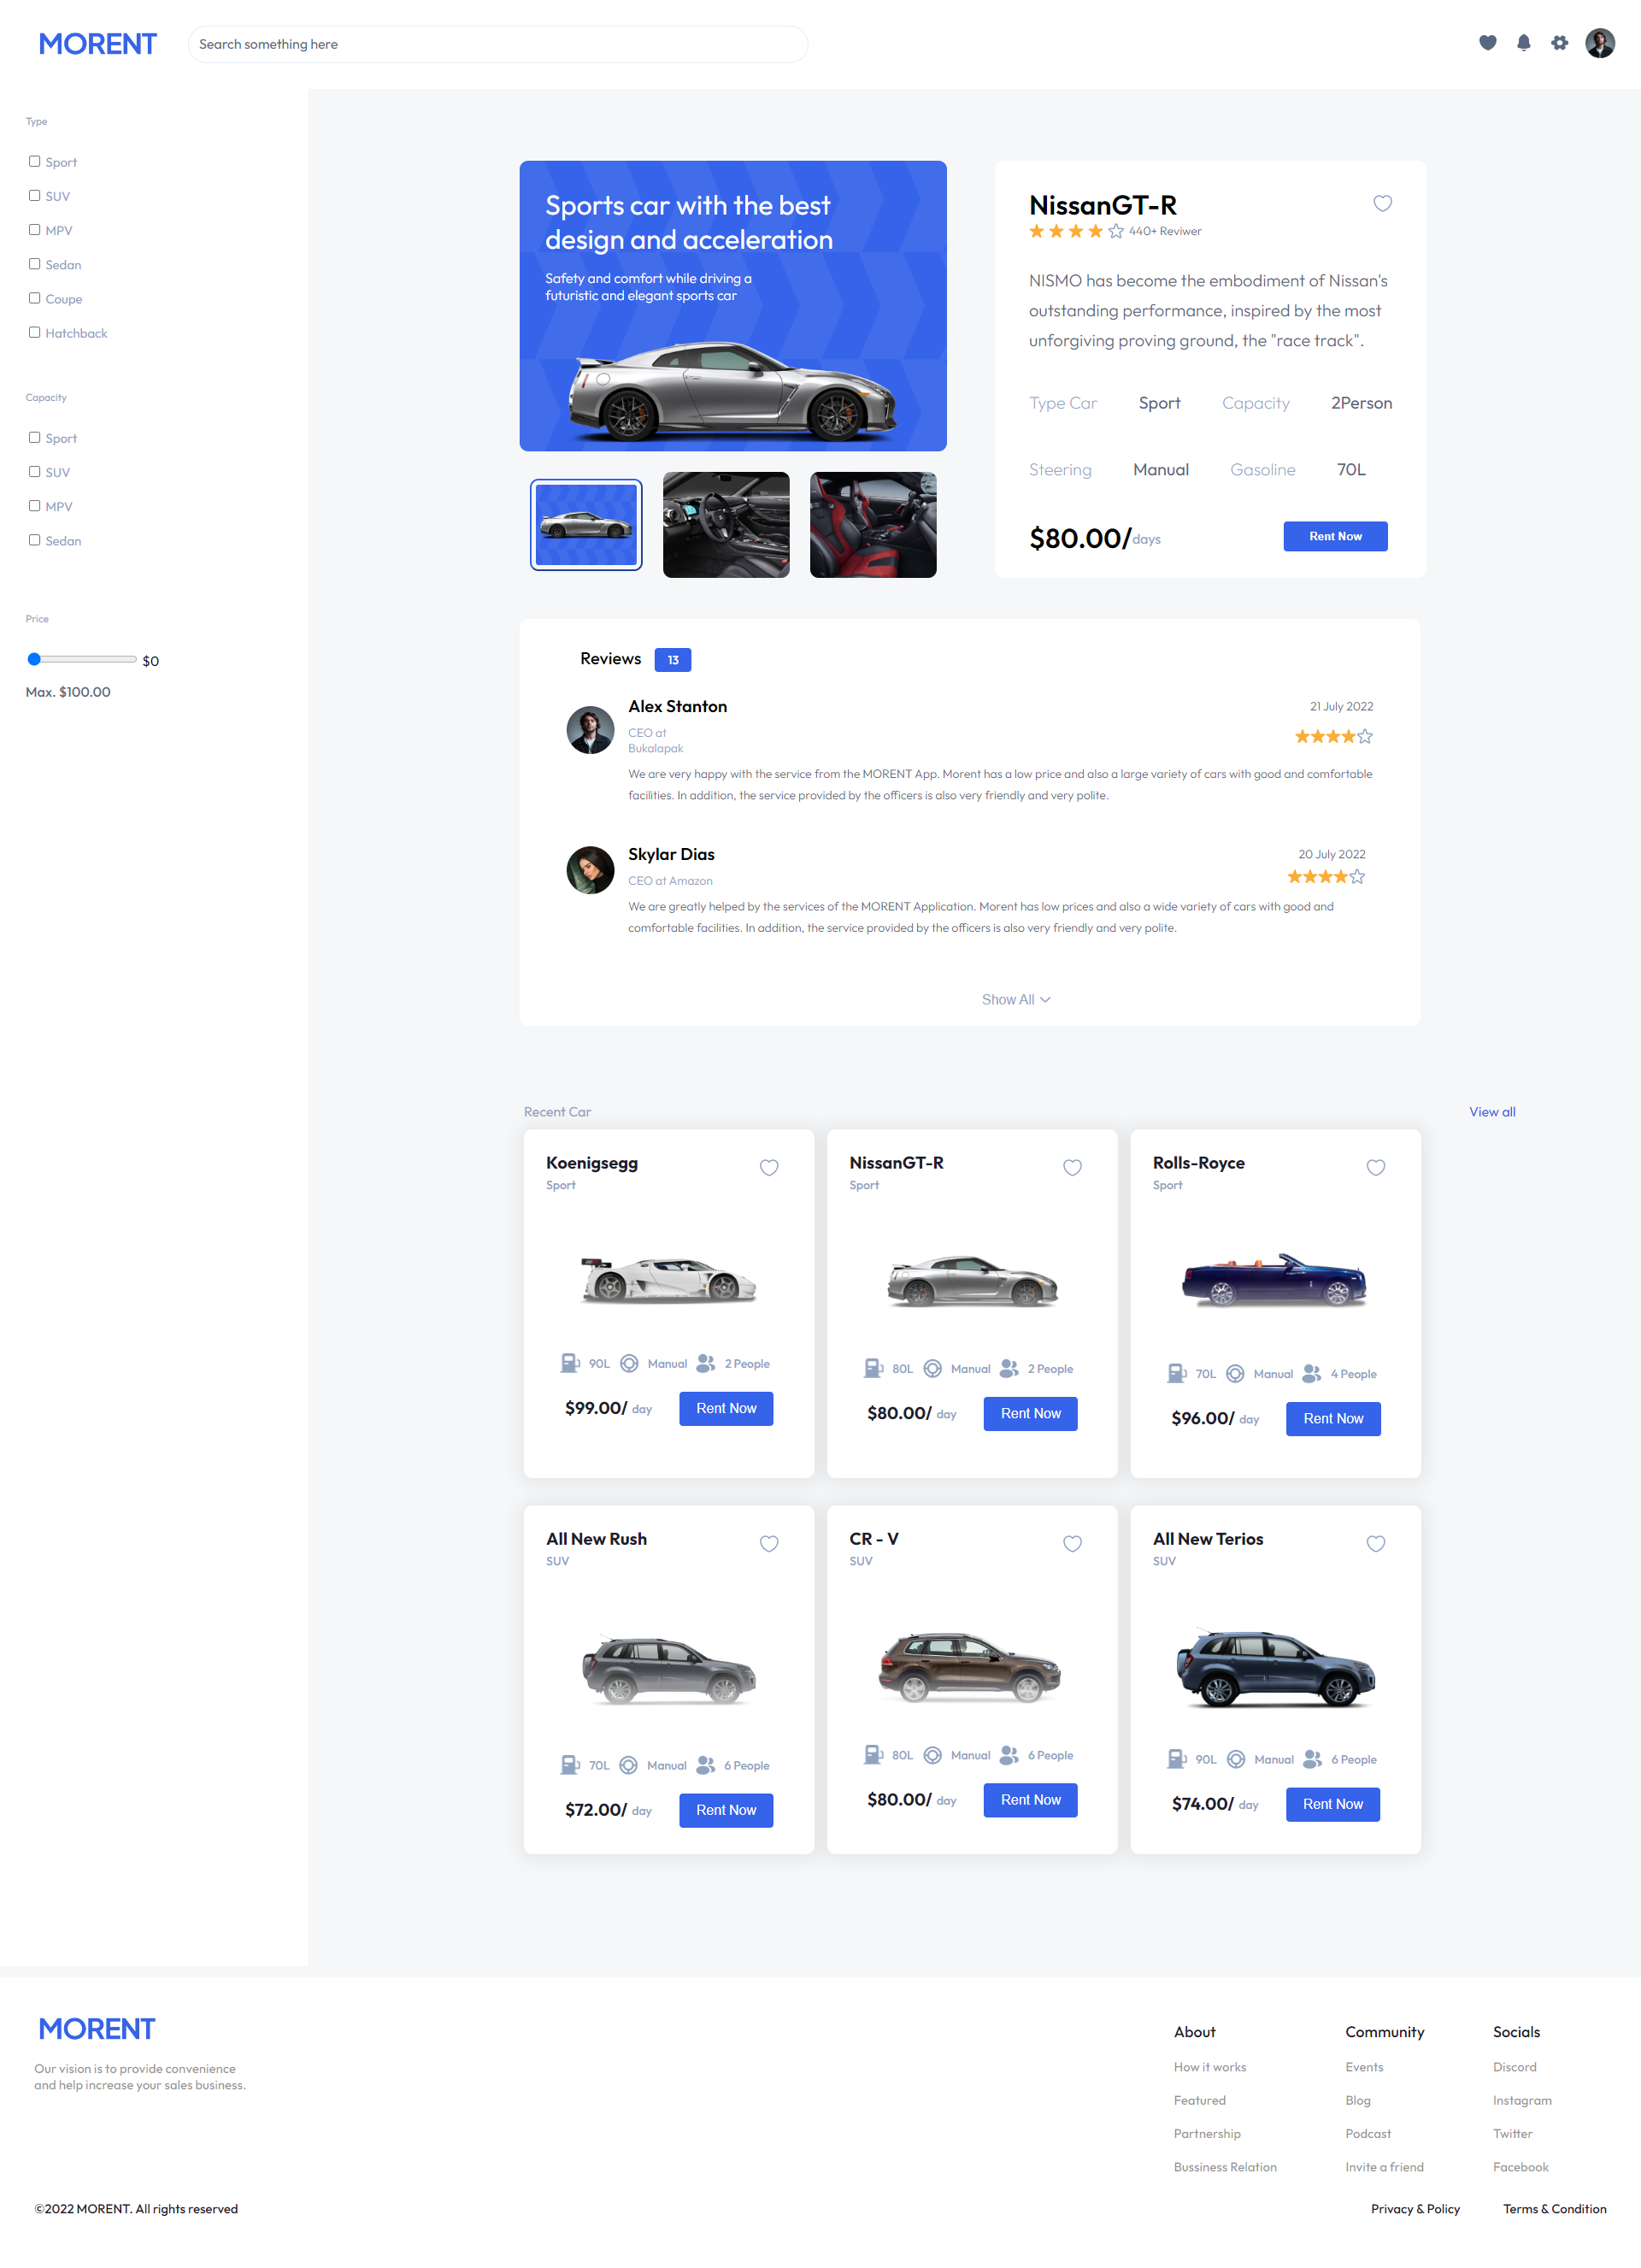 MORENT
Search something here
Type
Sport
SUV
MPV
Sedan
Coupe
Hatchback
Capacity
Sport
SUV
MPV
Sedan
Price
$0
Max. $100.00
Sports car with the best
design and acceleration
Safety and comfort while driving a
futuristic and elegant sports car
NissanGT-R
440+ Reviwer
NISMO has become the embodiment of Nissan's
outstanding performance, inspired by the most
unforgiving proving ground, the "race track".
Type Car Sport Capacity 2Person
Steering Manual Gasoline 70L
$80.00/days Rent Now
Reviews 13
Alex Stanton 21 July 2022
CEO at
Bukalapak
We are very happy with the service from the MORENT App. Morent has a low price and also a large variety of cars with good and comfortable
facilities. In addition, the service provided by the officers is also very friendly and very polite.
Skylar Dias 20 July 2022
CEO at Amazon
We are greatly helped by the services of the MORENT Application. Morent has low prices and also a wide variety of cars with good and
comfortable facilities. In addition, the service provided by the officers is also very friendly and very polite.
Show All
Recent Car View all
Koenigsegg
Sport
90L Manual 2 People
$99.00/ day Rent Now
NissanGT-R
Sport
80L Manual 2 People
$80.00/ day Rent Now
Rolls-Royce
Sport
70L Manual 4 People
$96.00/ day Rent Now
All New Rush
SUV
70L Manual 6 People
$72.00/ day Rent Now
CR - V
SUV
80L Manual 6 People
$80.00/ day Rent Now
All New Terios
SUV
90L Manual 6 People
$74.00/ day Rent Now
MORENT
Our vision is to provide convenience
and help increase your sales business.
About
How it works
Featured
Partnership
Bussiness Relation
Community
Events
Blog
Podcast
Invite a friend
Socials
Discord
Instagram
Twitter
Facebook
©2022 MORENT. All rights reserved
Privacy & Policy Terms & Condition